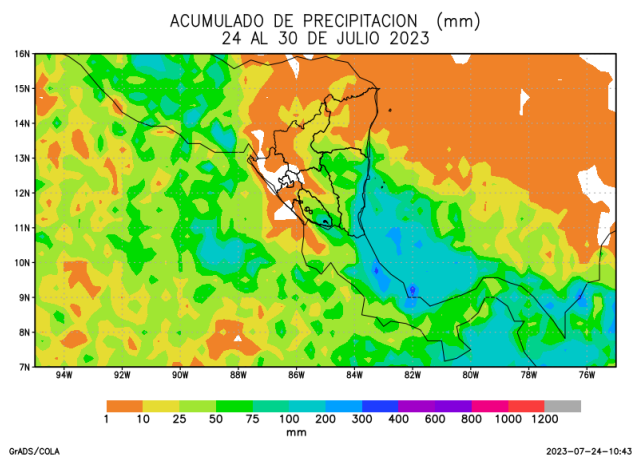 ACUMULADO DE PRECIPITACION (mm)
24 AL 30 DE JULIO 2023
16N
15N
14N
13N
12N
11N
10N
9N
8N
7N
94W 92W 90W 88W 86W 84W 82W 80W 78W 76W
1 10 25 50 75 100 200 300 400 600 800 1000 1200
mm
GrADS/COLA 2023-07-24-10:43